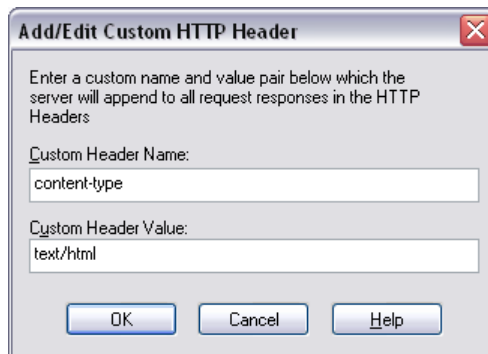 Add/Edit Custom HTTP Header
Enter a custom name and value pair below which the
server will append to all request responses in the HTTP
Headers
Custom Header Name:
content-type
Custom Header Value:
text/html
OK
Cancel
Help